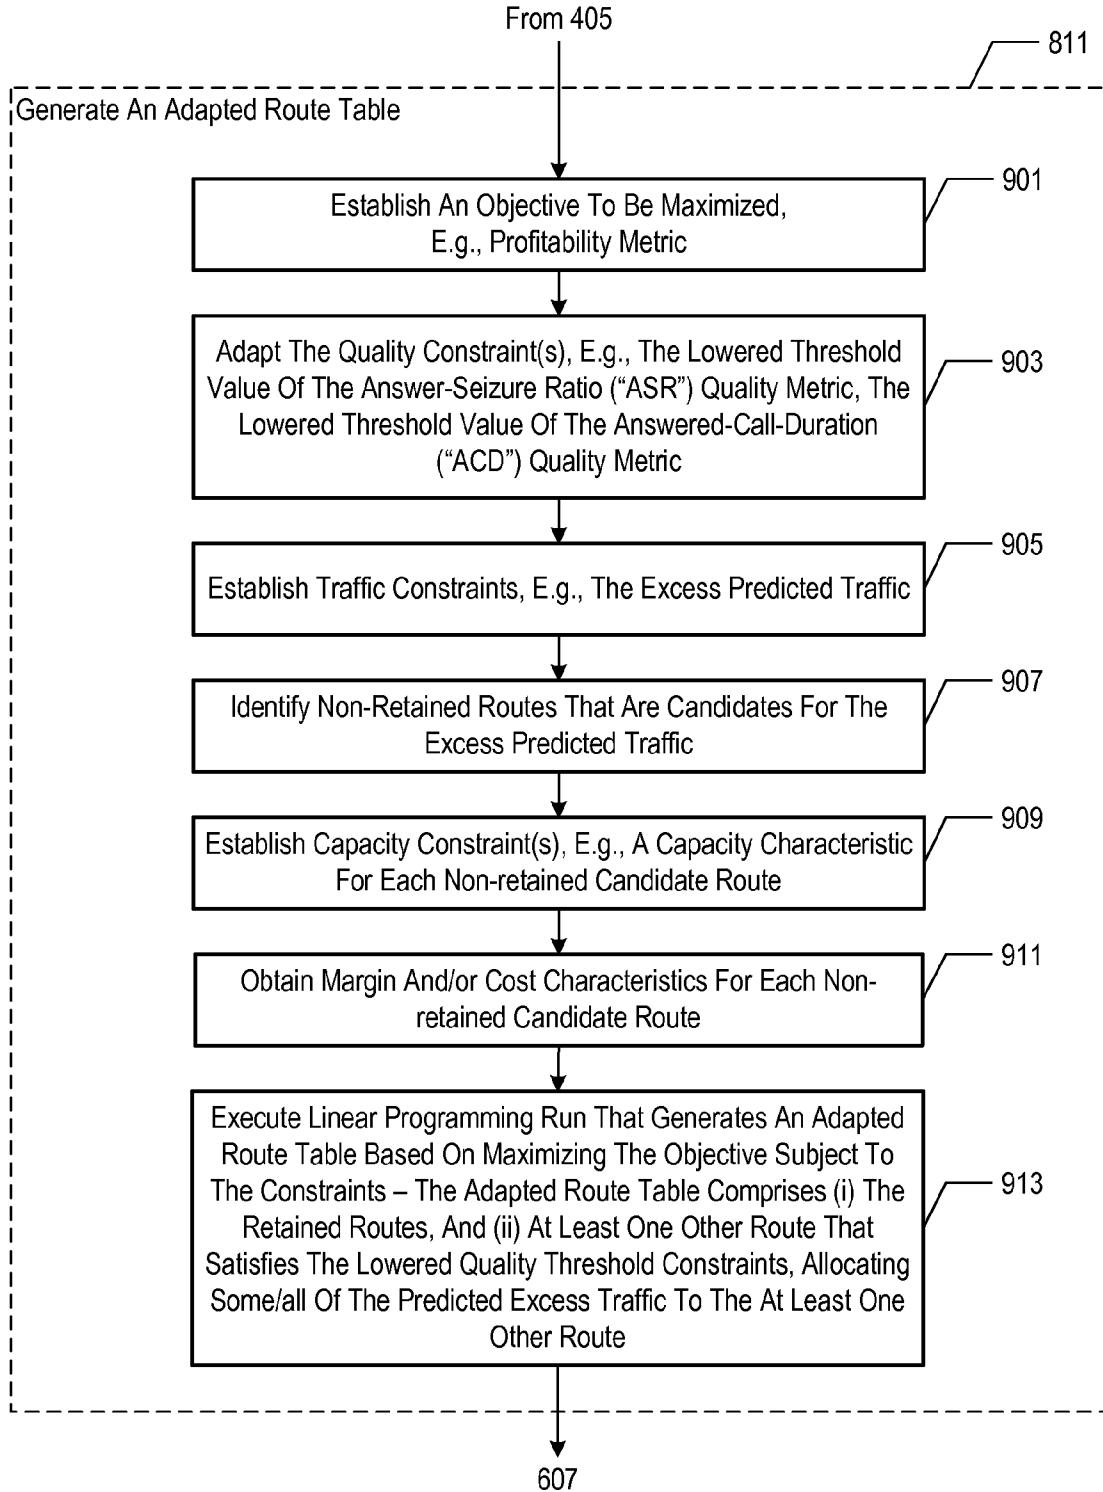 From 405
811
Generate An Adapted Route Table
901
Establish An Objective To Be Maximized,
E.g., Profitability Metric
903
Adapt The Quality Constraint(s), E.g., The Lowered Threshold
Value Of The Answer-Seizure Ratio (“ASR”) Quality Metric, The
Lowered Threshold Value Of The Answered-Call-Duration
(“ACD”) Quality Metric
905
Establish Traffic Constraints, E.g., The Excess Predicted Traffic
907
Identify Non-Retained Routes That Are Candidates For The
Excess Predicted Traffic
909
Establish Capacity Constraint(s), E.g., A Capacity Characteristic
For Each Non-retained Candidate Route
911
Obtain Margin And/or Cost Characteristics For Each Non-
retained Candidate Route
913
Execute Linear Programming Run That Generates An Adapted
Route Table Based On Maximizing The Objective Subject To
The Constraints – The Adapted Route Table Comprises (i) The
Retained Routes, And (ii) At Least One Other Route That
Satisfies The Lowered Quality Threshold Constraints, Allocating
Some/all Of The Predicted Excess Traffic To The At Least One
Other Route
607